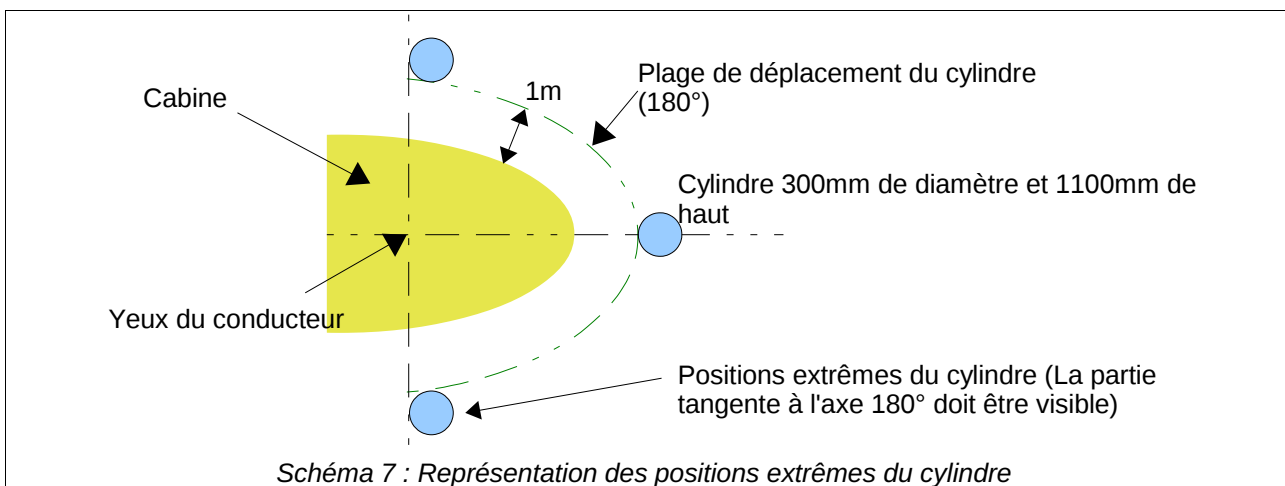 Plage de déplacement du cylindre
(180°)
1m
Cabine
Cylindre 300mm de diamètre et 1100mm de
haut
Yeux du conducteur
Positions extrêmes du cylindre (La partie
tangente à l'axe 180° doit être visible)
Schéma 7 : Représentation des positions extrêmes du cylindre